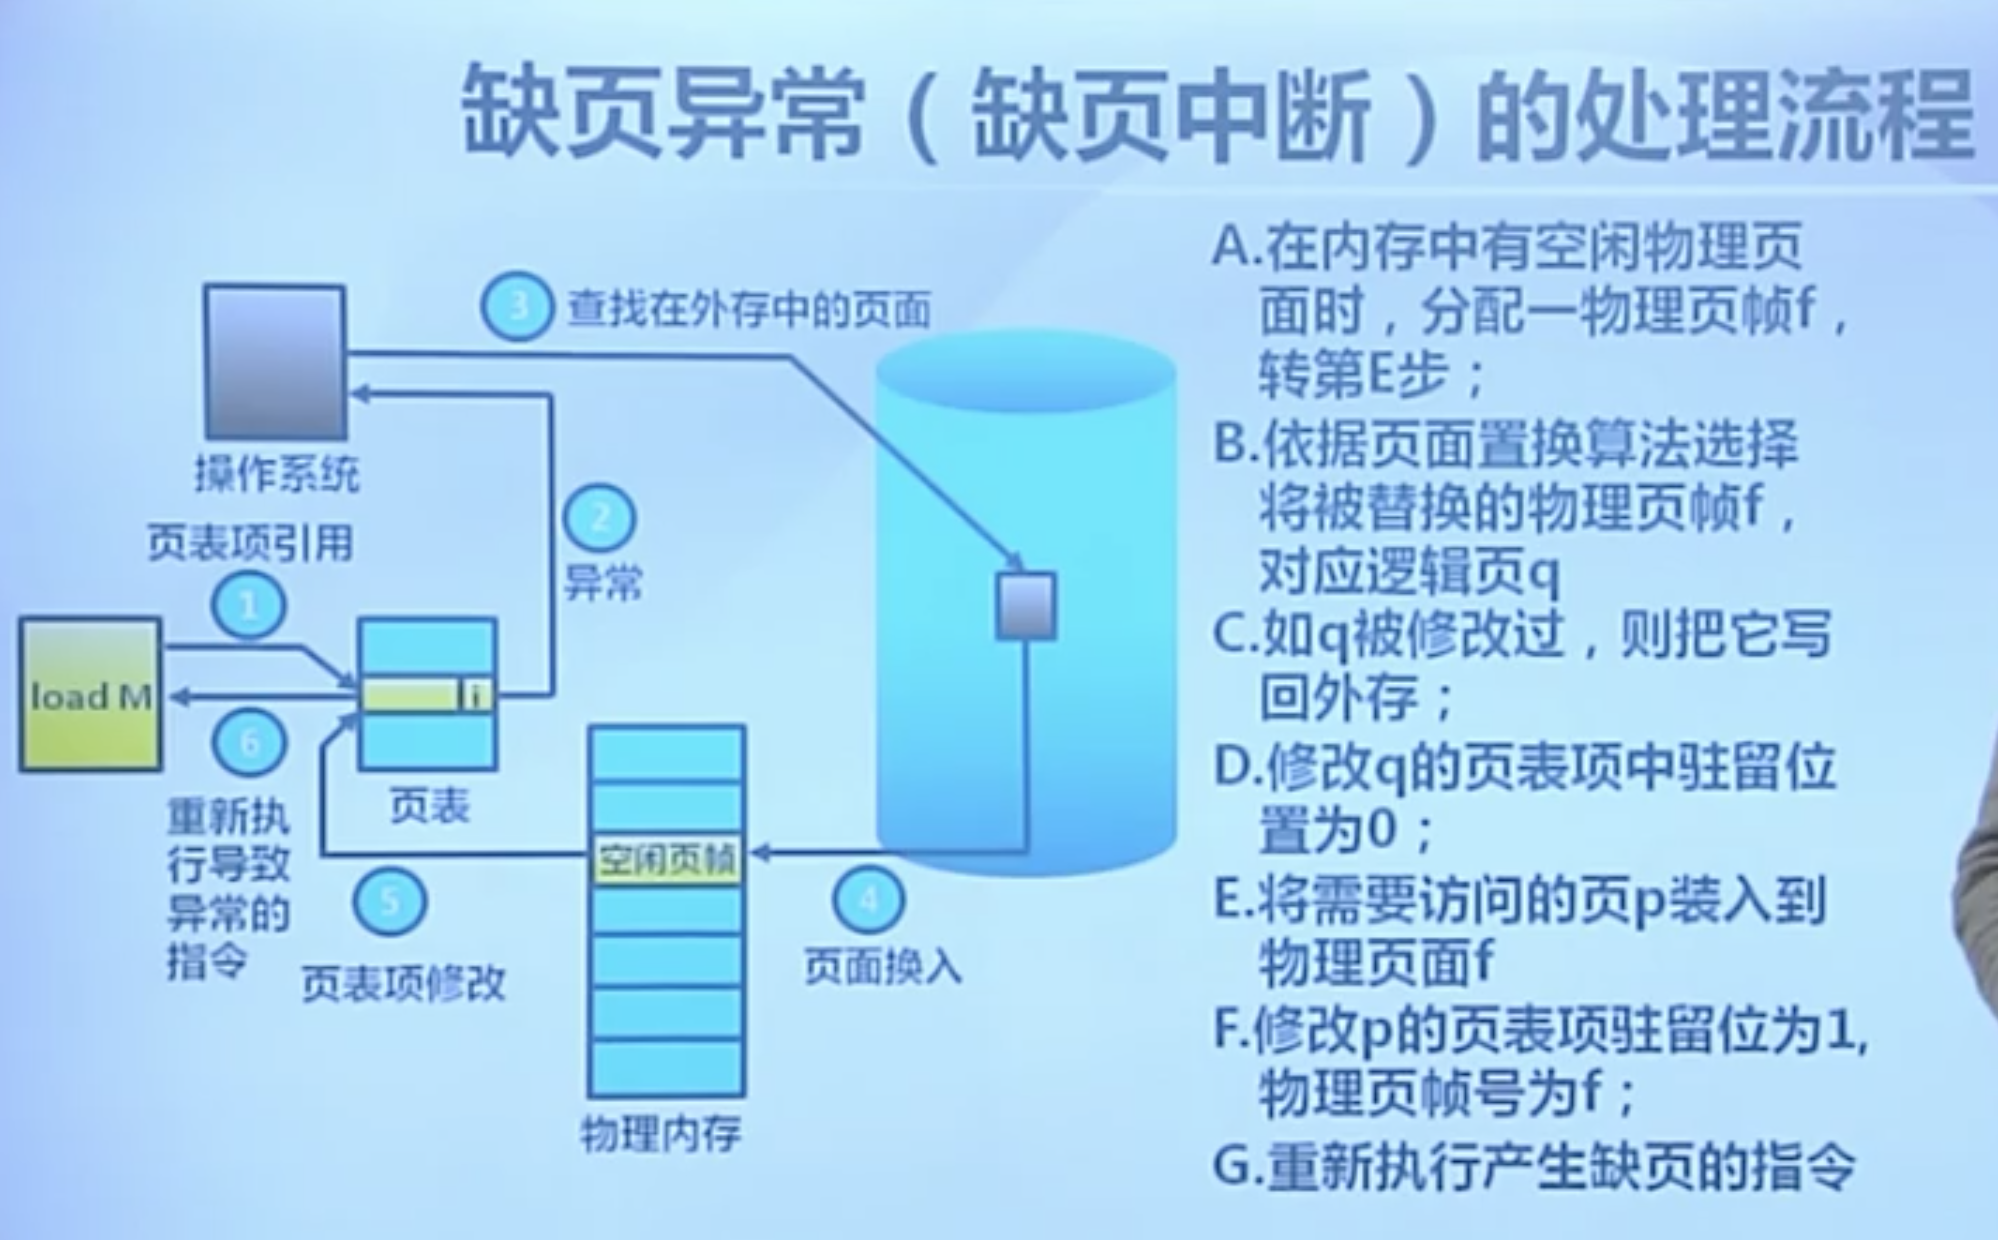 缺页异常（缺页中断）的处理流程
3 查找在外存中的页面
操作系统
2
异常
页表项引用
1
load M
i
6
重新执
行导致
异常的
指令
页表
5
页表项修改
空闲页帧
4
页面换入
物理内存
A.在内存中有空闲物理页
面时，分配一物理页帧f，
转第E步；
B.依据页面置换算法选择
将被替换的物理页帧f，
对应逻辑页q
C.如q被修改过，则把它写
回外存；
D.修改q的页表项中驻留位
置为0；
E.将需要访问的页p装入到
物理页面f
F.修改p的页表项驻留位为1,
物理页帧号为f；
G.重新执行产生缺页的指令